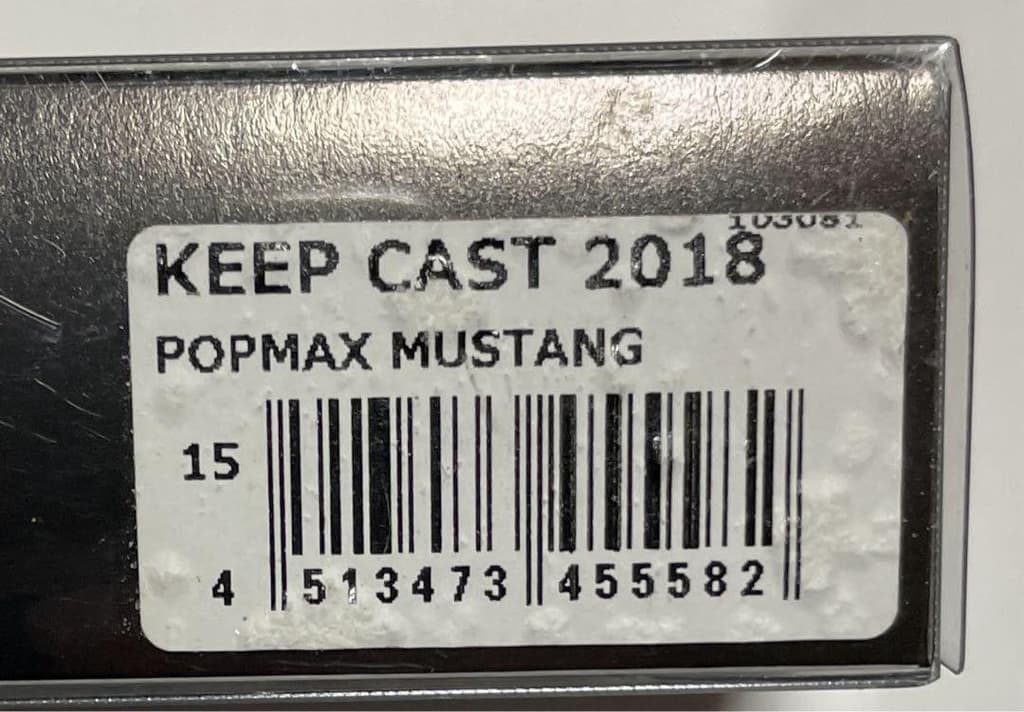 KEEP CAST 2018
POPMAX MUSTANG
15
4 513473 455582